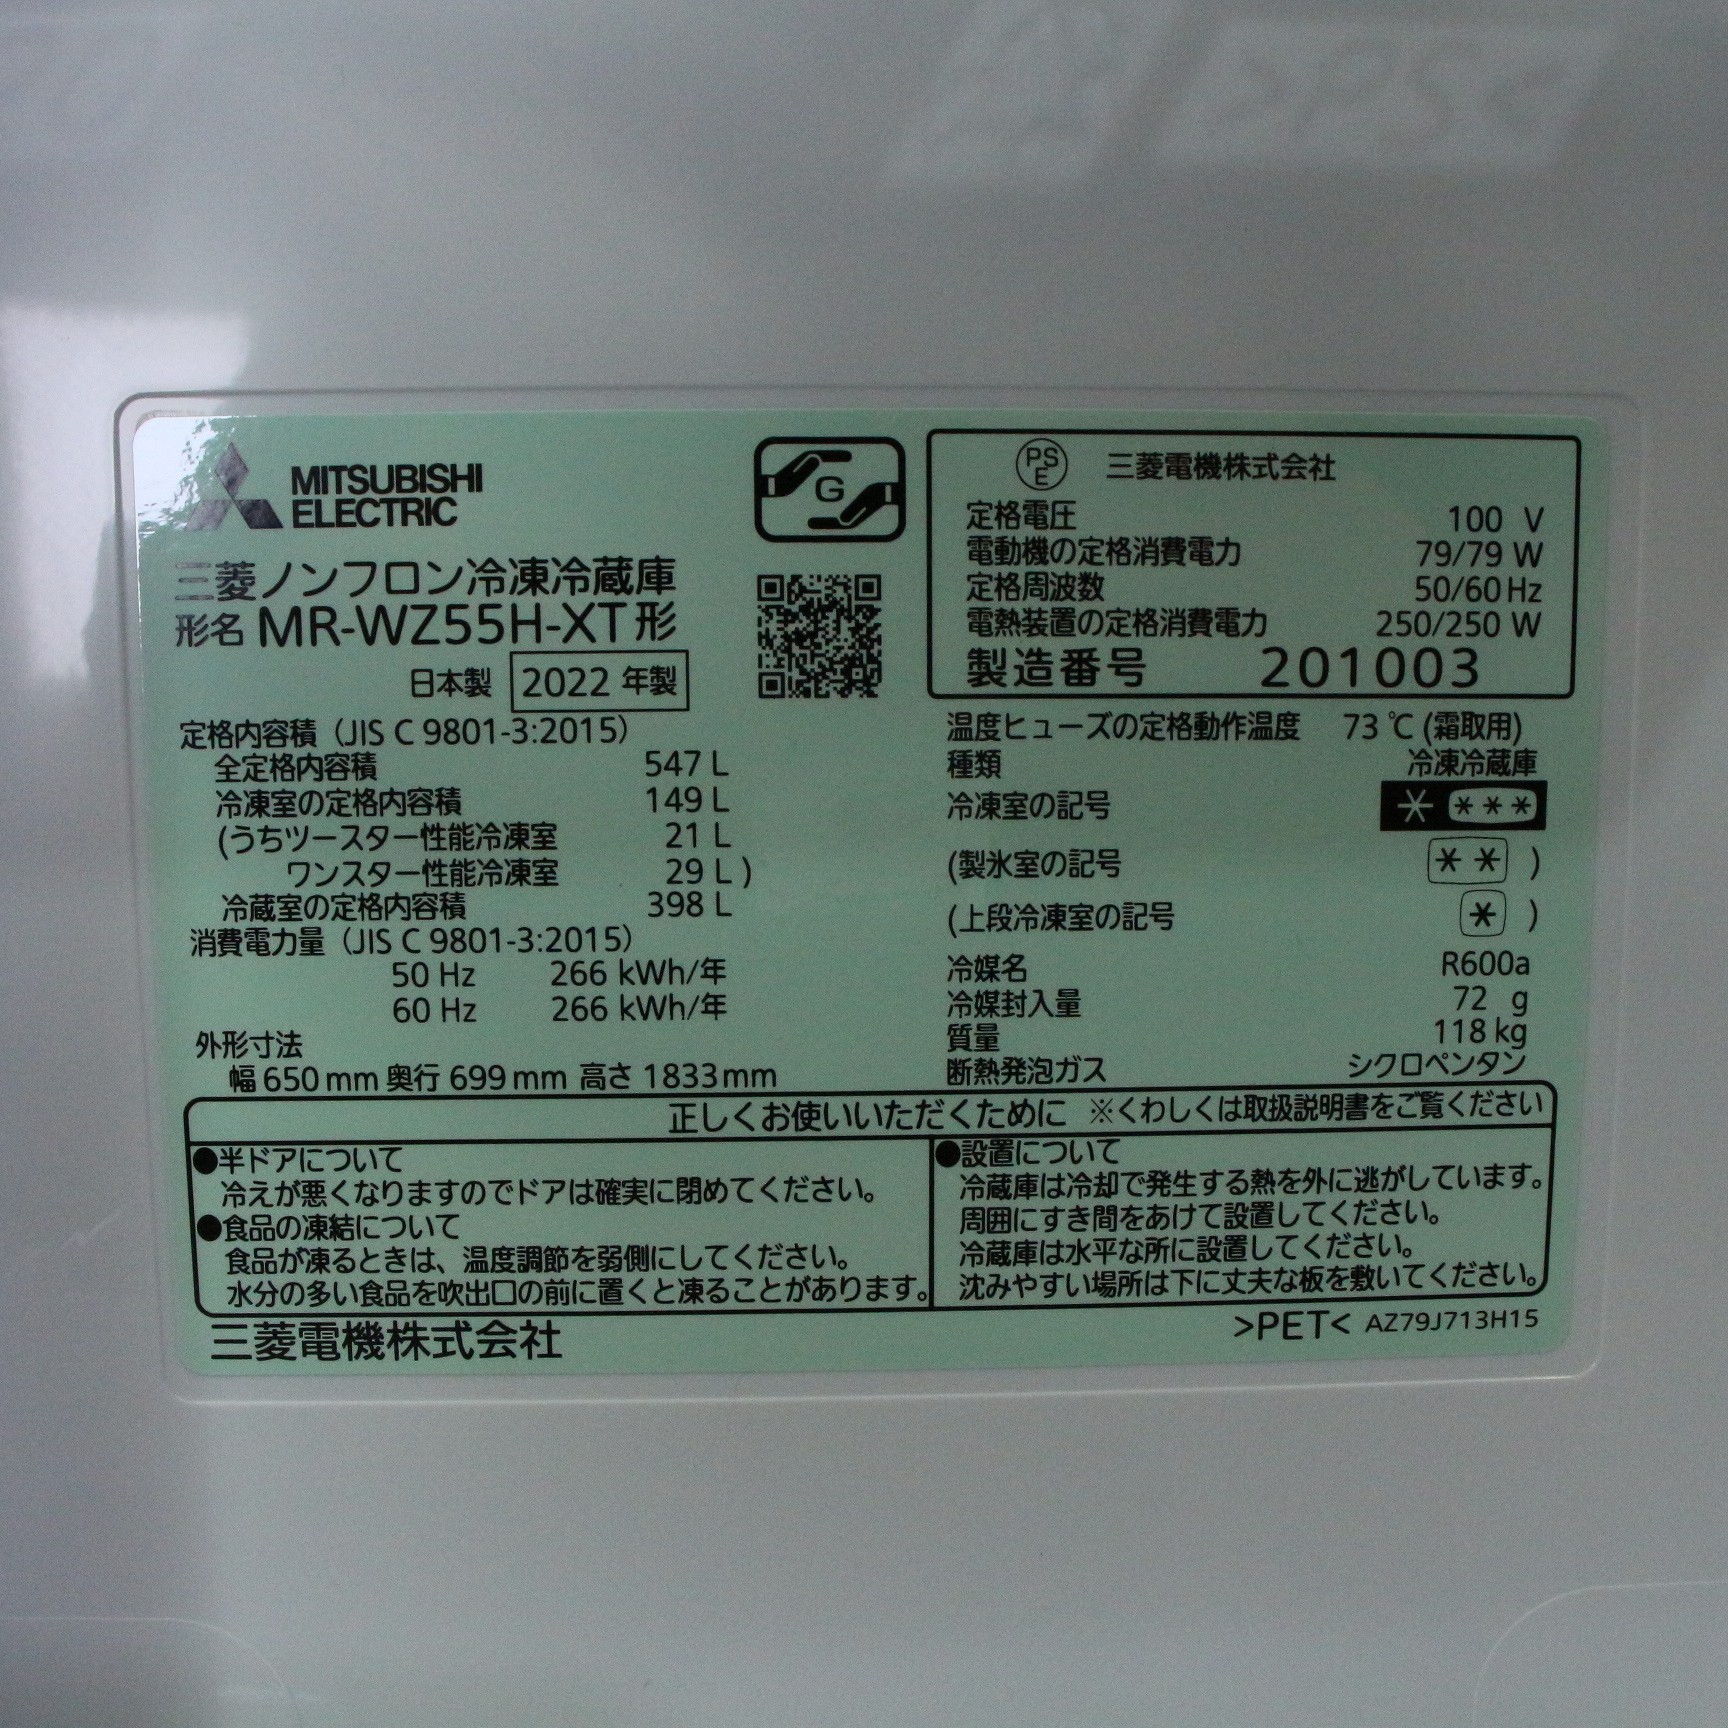 MITSUBISHI
ELECTRIC
G
三菱ノンフロン冷凍冷蔵庫
形名 MR-WZ55H-XT形
日本製 2022 年製
定格内容積（JIS C 9801-3:2015）
全定格内容積 547 L
冷凍室の定格内容積 149 L
(うちツースター性能冷凍室 21 L
ワンスター性能冷凍室 29 L )
冷蔵室の定格内容積 398 L
消費電力量（JIS C 9801-3:2015）
50 Hz 266 kWh/年
60 Hz 266 kWh/年
外形寸法
幅 650 mm 奥行 699 mm 高さ 1833 mm
PSE 三菱電機株式会社
定格電圧 100 V
電動機の定格消費電力 79/79 W
定格周波数 50/60 Hz
電熱装置の定格消費電力 250/250 W
製造番号 201003
温度ヒューズの定格動作温度 73 ℃ (霜取用)
種類 冷凍冷蔵庫
冷凍室の記号 * ***
(製氷室の記号 ** )
(上段冷凍室の記号 * )
冷媒名 R600a
冷媒封入量 72 g
質量 118 kg
断熱発泡ガス シクロペンタン
正しくお使いいただくために ※くわしくは取扱説明書をご覧ください
●半ドアについて
冷えが悪くなりますのでドアは確実に閉めてください。
●食品の凍結について
食品が凍るときは、温度調節を弱側にしてください。
水分の多い食品を吹出口の前に置くと凍ることがあります。
●設置について
冷蔵庫は冷却で発生する熱を外に逃がしています。
周囲にすき間をあけて設置してください。
冷蔵庫は水平な所に設置してください。
沈みやすい場所は下に丈夫な板を敷いてください。
三菱電機株式会社
>PET< AZ79J713H15